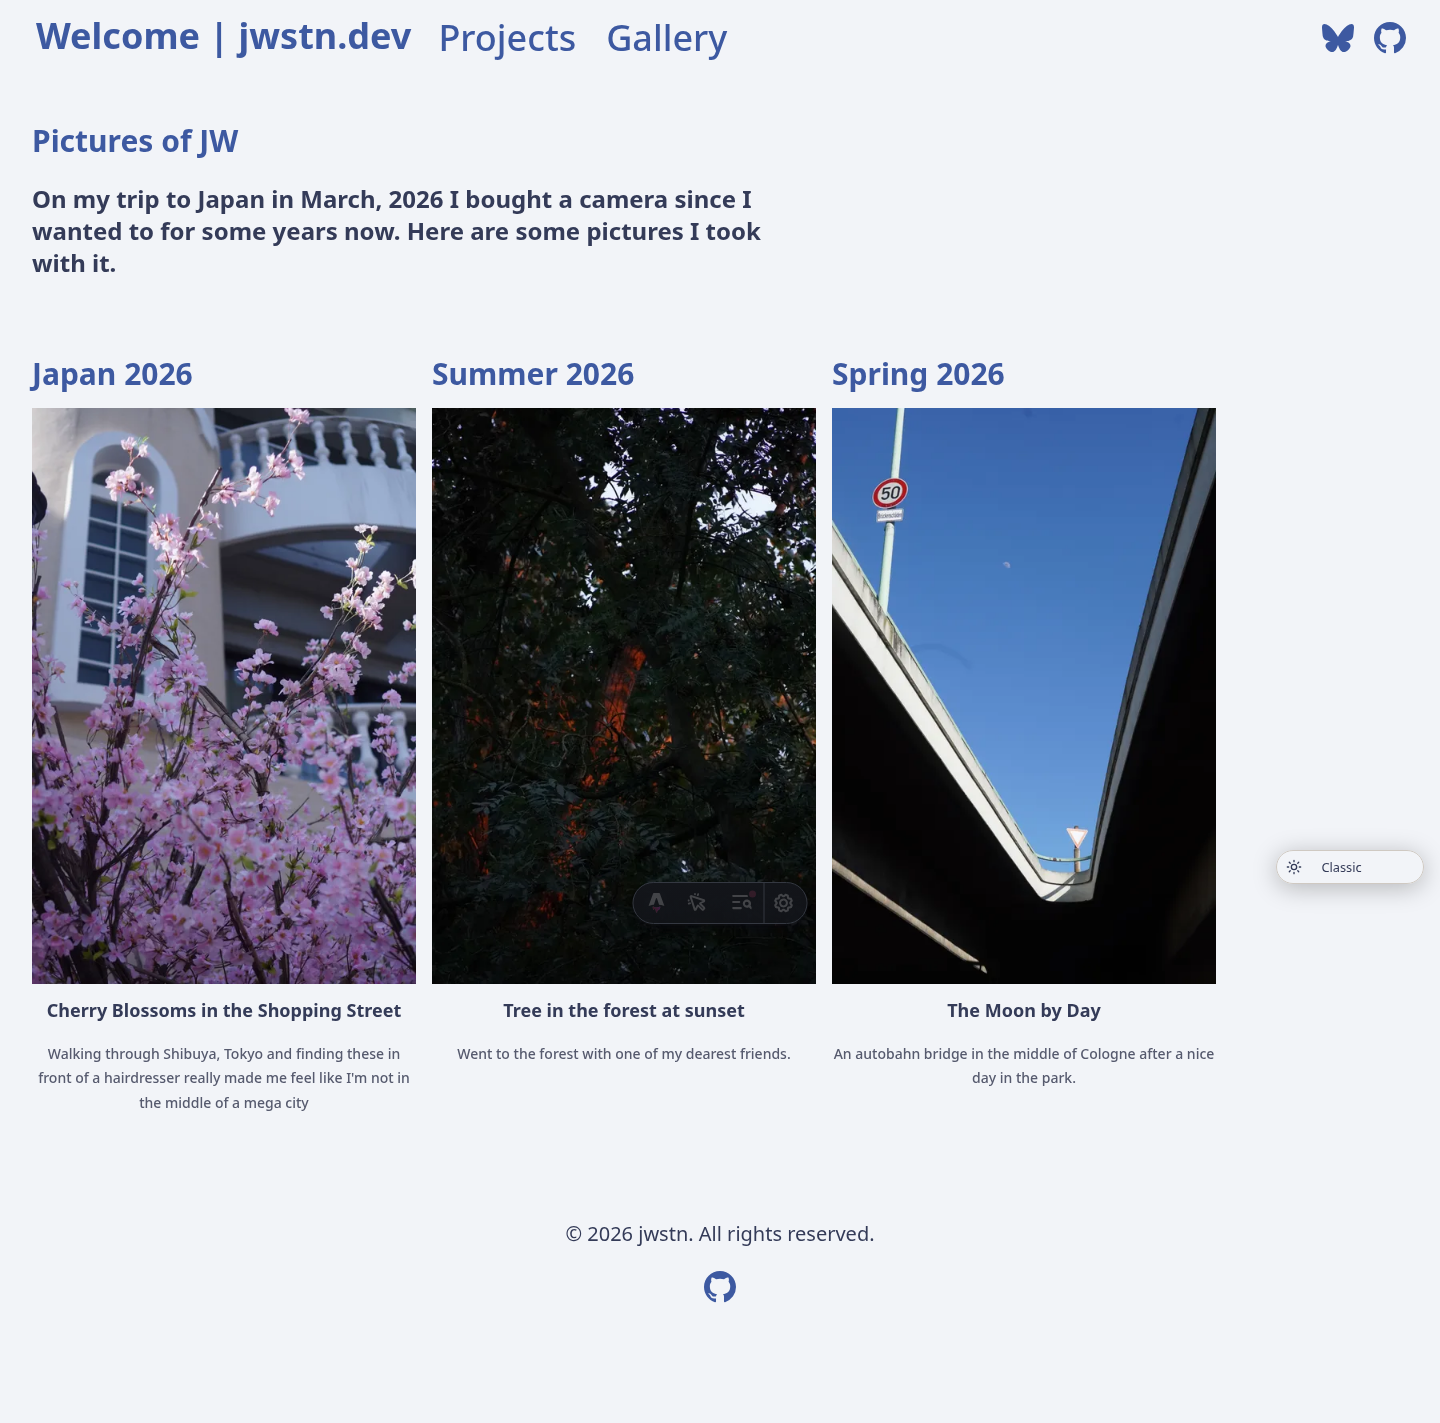 Welcome | jwstn.dev Projects Gallery
Pictures of JW
On my trip to Japan in March, 2026 I bought a camera since I
wanted to for some years now. Here are some pictures I took
with it.
Japan 2026
Cherry Blossoms in the Shopping Street
Walking through Shibuya, Tokyo and finding these in
front of a hairdresser really made me feel like I'm not in
the middle of a mega city
Summer 2026
Tree in the forest at sunset
Went to the forest with one of my dearest friends.
Spring 2026
50
The Moon by Day
An autobahn bridge in the middle of Cologne after a nice
day in the park.
Classic
© 2026 jwstn. All rights reserved.